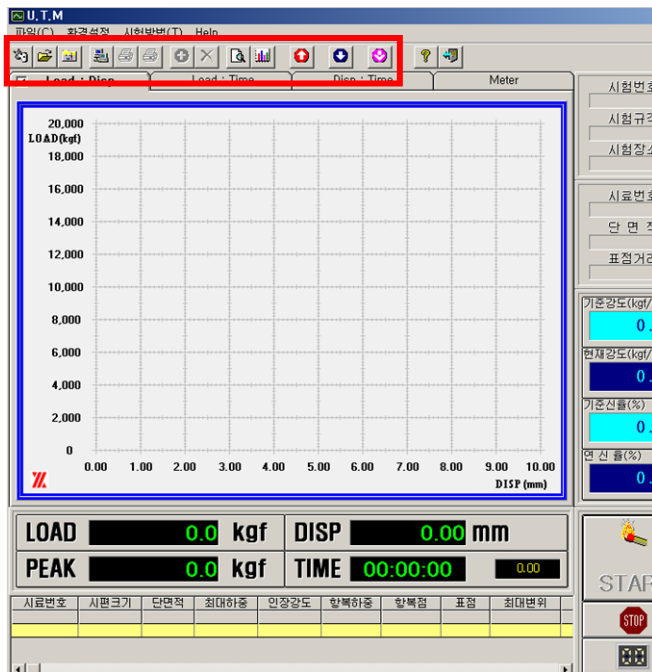 U,T,M
파일(C) 환경설정 시험방법(T) Help
Load : Disp Load : Time Disp : Time Meter
20,000
LOAD(kgf)
18,000
16,000
14,000
12,000
10,000
8,000
6,000
4,000
2,000
0
0.00 1.00 2.00 3.00 4.00 5.00 6.00 7.00 8.00 9.00 10.00
DISP (mm)
시험번호
시험규격
시험장소
시료번호
단 면 적
표점거리
기준강도(kgf/
0.
현재강도(kgf/
0.
기준신율(%)
0.
연 신 율(%)
0.
LOAD 0.0 kgf DISP 0.00 mm
PEAK 0.0 kgf TIME 00:00:00 0.00
STAR
STOP
시료번호 시편크기 단면적 최대하중 인장강도 항복하중 항복점 표점 최대변위